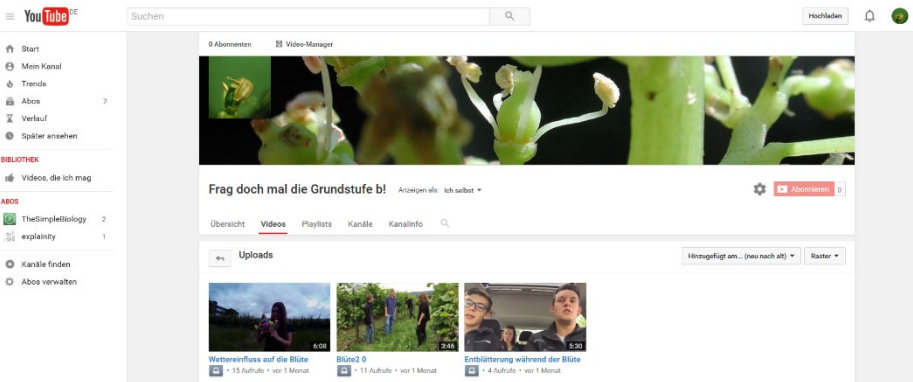 YouTube DE
Suchen
Hochladen
Start
Mein Kanal
Trends
Abos 2
Verlauf
Später ansehen
BIBLIOTHEK
Videos, die ich mag
ABOS
TheSimpleBiology 2
explainity 1
Kanäle finden
Abos verwalten
0 Abonnenten Video-Manager
Frag doch mal die Grundstufe b! Anzeigen als: Ich selbst
Abonnieren 0
Übersicht Videos Playlists Kanäle Kanalinfo
Uploads
Hinzugefügt am... (neu nach alt) Raster
6:08
Wettereinfluss auf die Blüte
• 15 Aufrufe • vor 1 Monat
3:46
Blüte2 0
• 11 Aufrufe • vor 1 Monat
5:30
Entblätterung während der Blüte
• 4 Aufrufe • vor 1 Monat